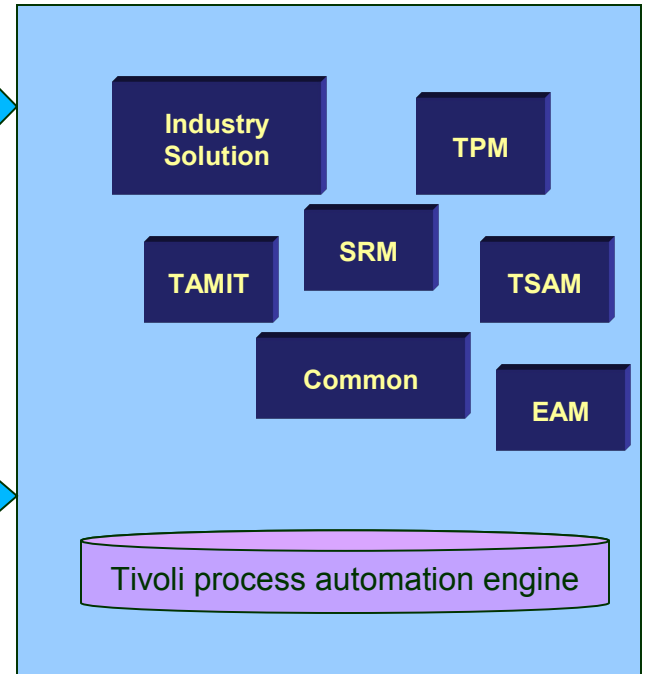 Industry
Solution
TPM
SRM
TAMIT
TSAM
Common
EAM
Tivoli process automation engine